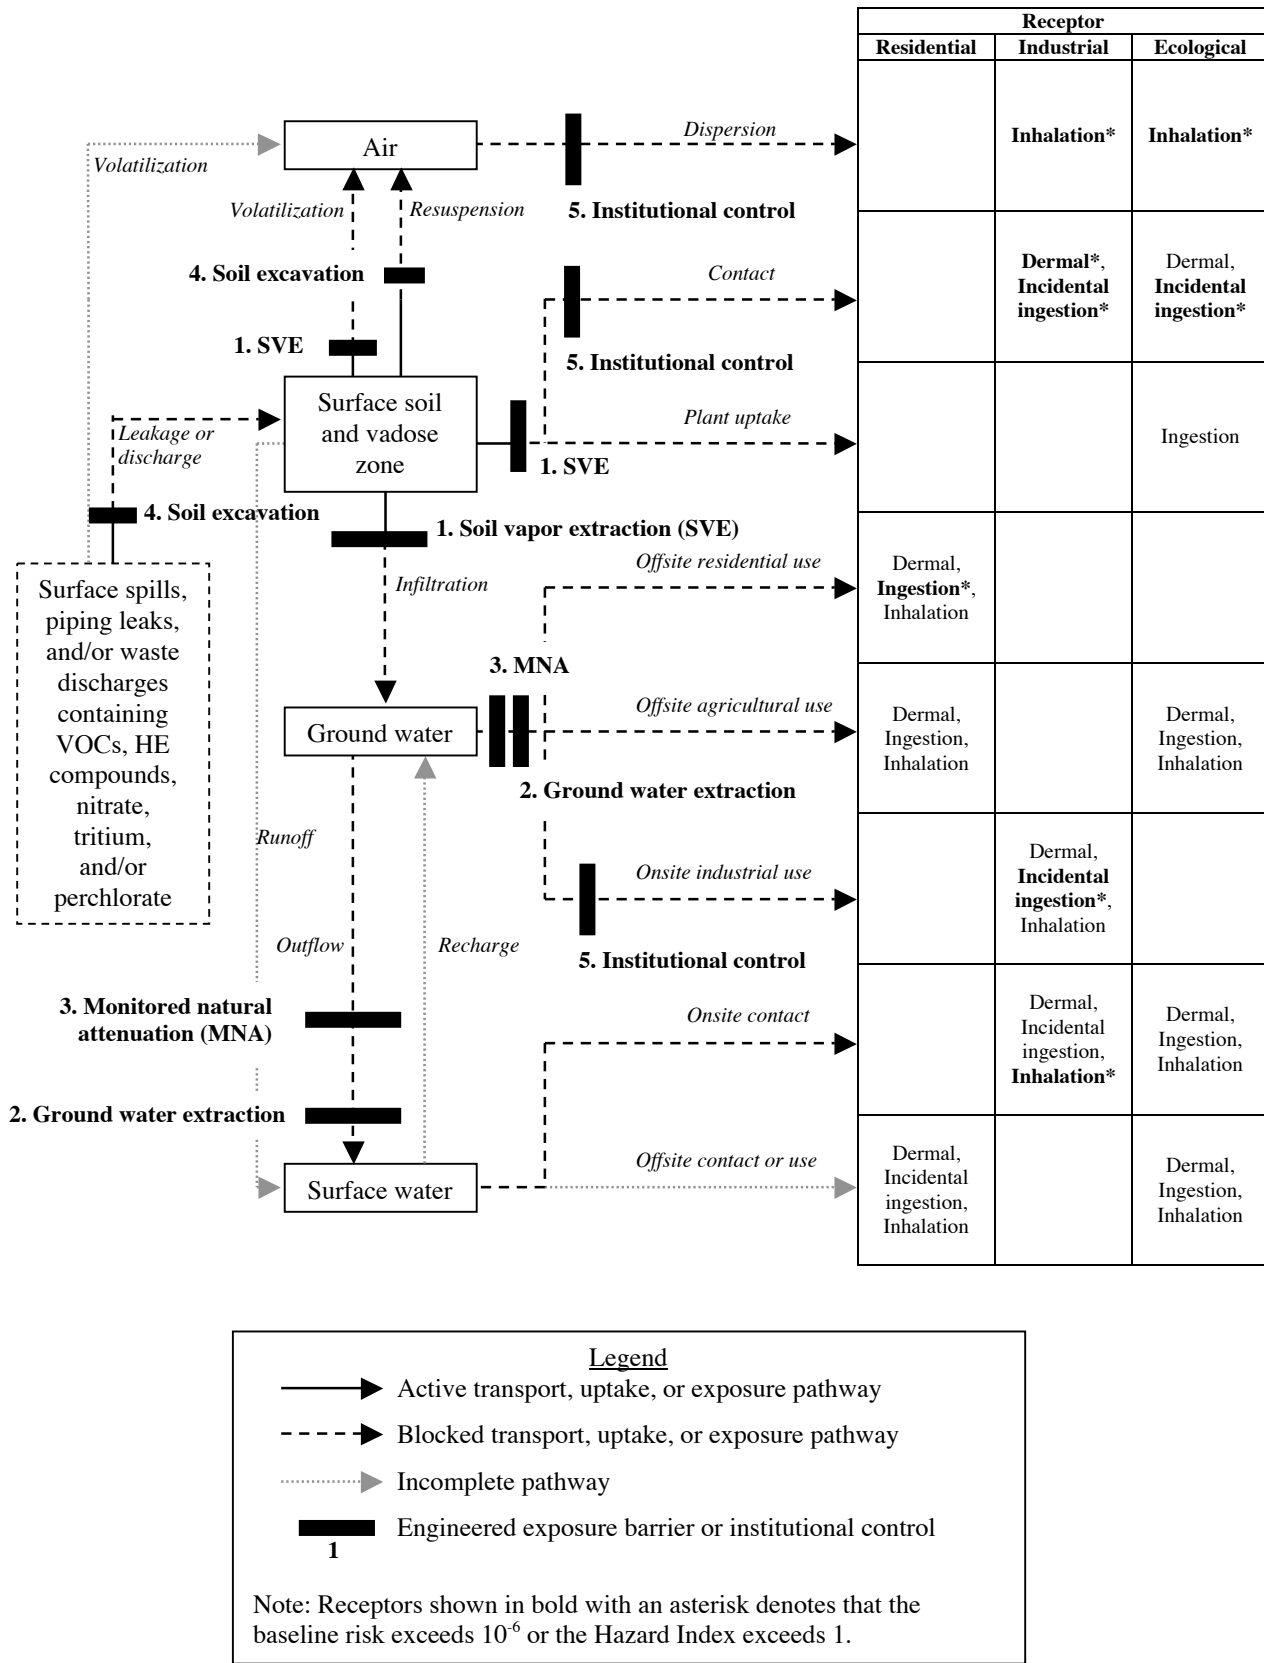 Receptor
Residential Industrial Ecological
Dispersion
Inhalation* Inhalation*
Air
Volatilization
5. Institutional control
Volatilization
Resuspension
4. Soil excavation
Contact
Dermal*,
Incidental
ingestion*
Dermal,
Incidental
ingestion*
1. SVE
5. Institutional control
Surface soil
and vadose
zone
Leakage or
discharge
Plant uptake
Ingestion
1. SVE
4. Soil excavation
1. Soil vapor extraction (SVE)
Infiltration
Offsite residential use
Dermal,
Ingestion*,
Inhalation
Surface spills,
piping leaks,
and/or waste
discharges
containing
VOCs, HE
compounds,
nitrate,
tritium,
and/or
perchlorate
3. MNA
Ground water
Offsite agricultural use
Dermal,
Ingestion,
Inhalation
Dermal,
Ingestion,
Inhalation
2. Ground water extraction
Runoff
Onsite industrial use
Dermal,
Incidental
ingestion*,
Inhalation
Outflow
Recharge
5. Institutional control
3. Monitored natural
attenuation (MNA)
Onsite contact
Dermal,
Incidental
ingestion,
Inhalation*
Dermal,
Ingestion,
Inhalation
2. Ground water extraction
Surface water
Offsite contact or use
Dermal,
Incidental
ingestion,
Inhalation
Dermal,
Ingestion,
Inhalation
Legend
Active transport, uptake, or exposure pathway
Blocked transport, uptake, or exposure pathway
Incomplete pathway
Engineered exposure barrier or institutional control
1
Note: Receptors shown in bold with an asterisk denotes that the
baseline risk exceeds 10⁻⁶ or the Hazard Index exceeds 1.